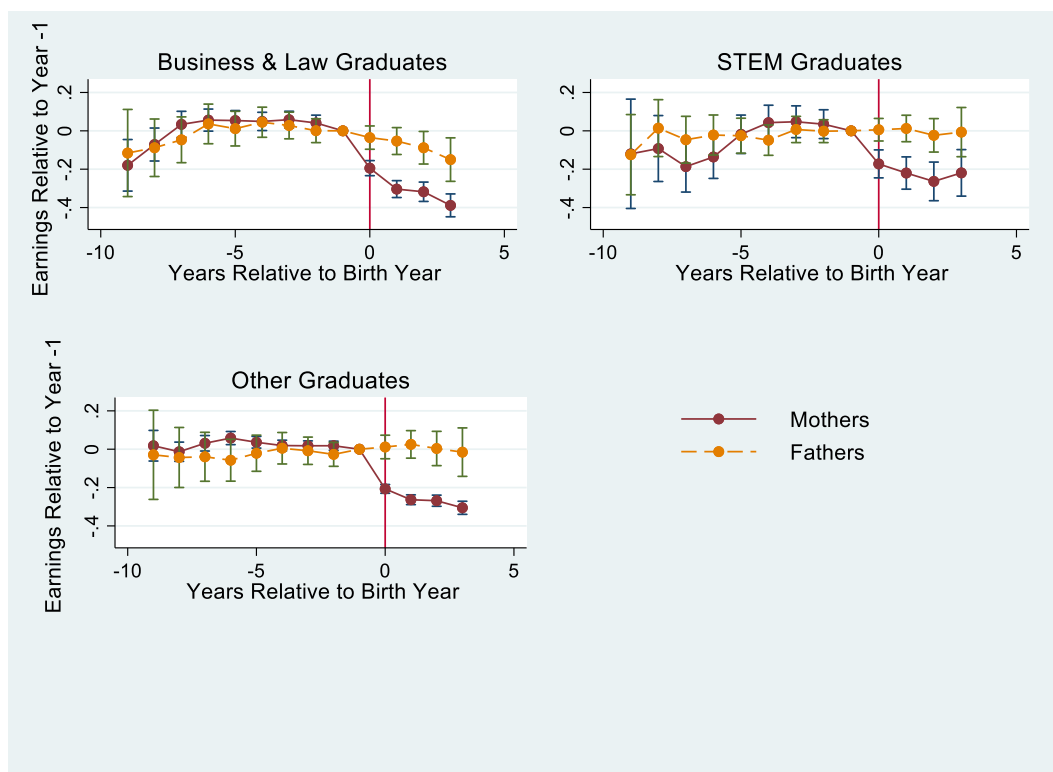 Business & Law Graduates
Earnings Relative to Year -1
.2
0
-.2
-.4
-10
-5
0
5
Years Relative to Birth Year
STEM Graduates
.2
0
-.2
-.4
-10
-5
0
5
Years Relative to Birth Year
Other Graduates
Earnings Relative to Year -1
.2
0
-.2
-.4
-10
-5
0
5
Years Relative to Birth Year
Mothers
Fathers